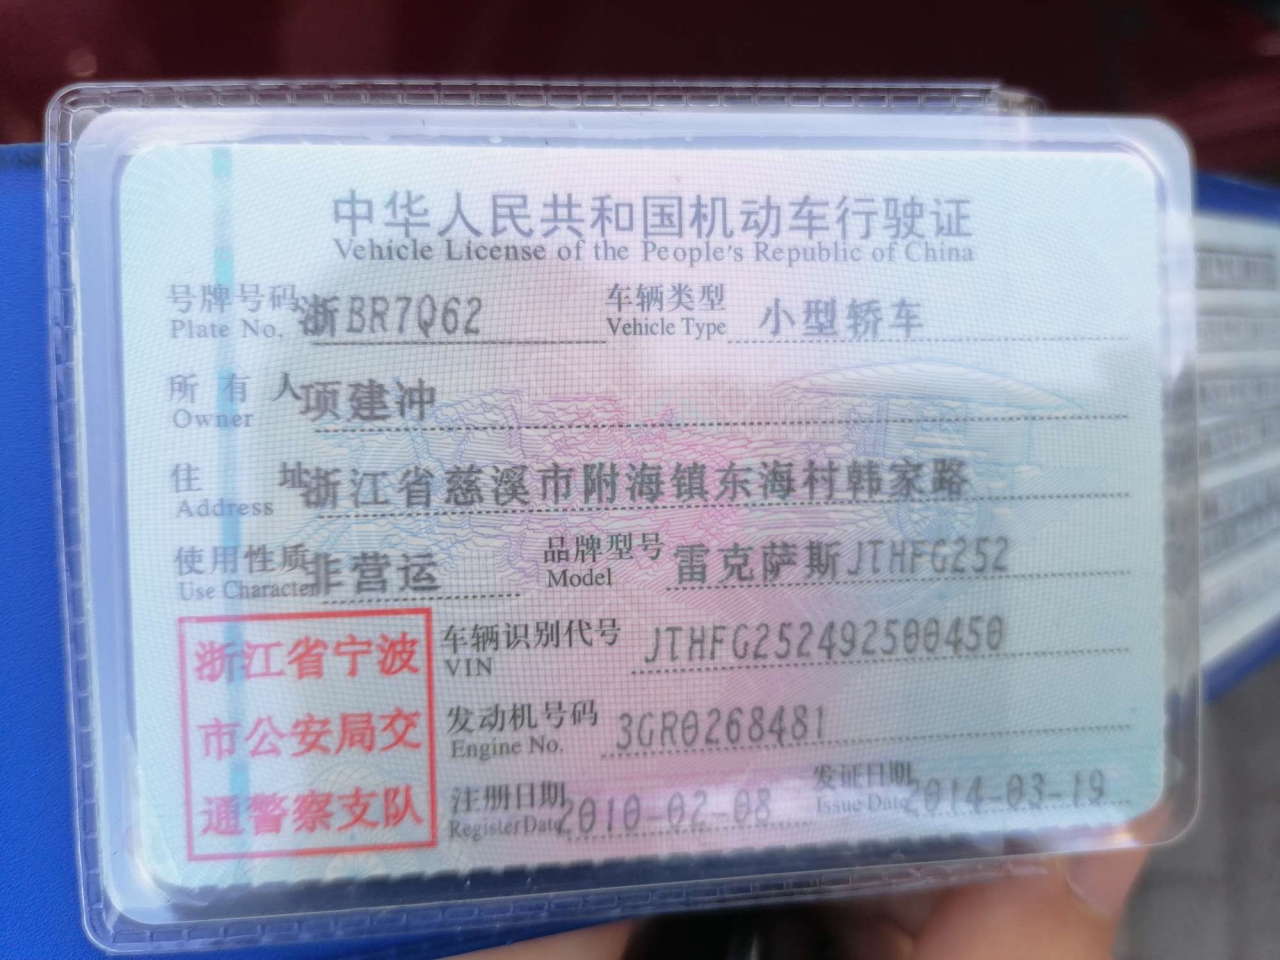 中华人民共和国机动车行驶证
Vehicle License of the People's Republic of China
号牌号码 浙BR7Q62 车辆类型 小型轿车
Plate No. Vehicle Type
所有人 项建冲
Owner
住址 浙江省慈溪市附海镇东海村韩家路
Address
使用性质 非营运 品牌型号 雷克萨斯JTHFG252
Use Character Model
浙江省宁波
市公安局交
通警察支队
车辆识别代号 JTHFG252492500450
VIN
发动机号码 3GR0268481
Engine No.
注册日期 2010-02-08 发证日期 2014-03-19
Register Date Issue Date